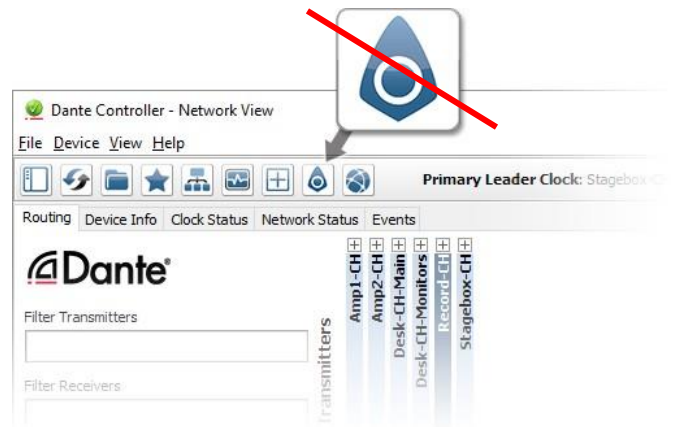 Dante Controller - Network View
File Device View Help
Primary Leader Clock: Stagebox-CH
Routing Device Info Clock Status Network Status Events
Dante®
Filter Transmitters
Filter Receivers
Transmitters
Amp1-CH
Amp2-CH
Desk-CH-Main
Desk-CH-Monitors
Record-CH
Stagebox-CH